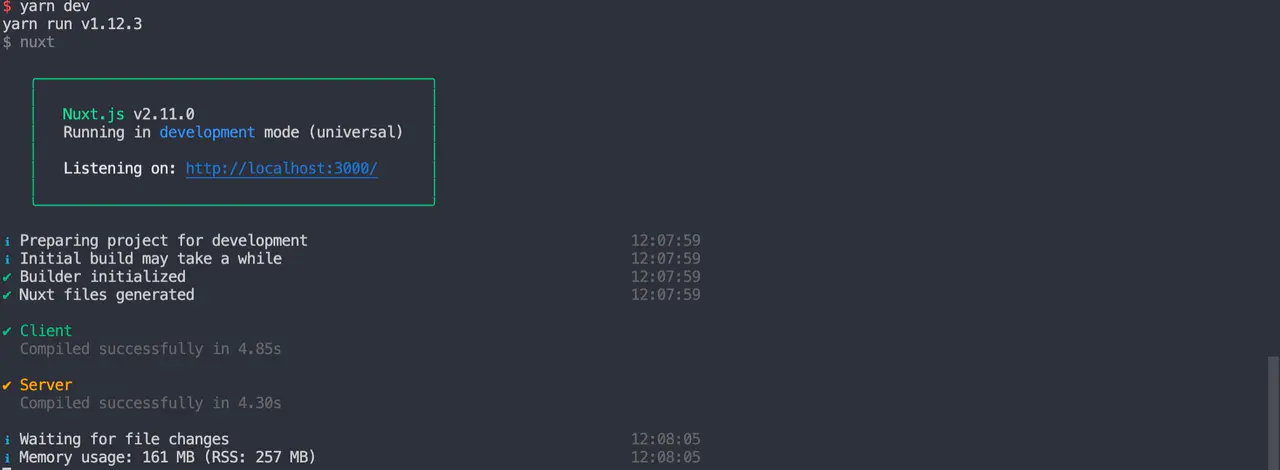 $ yarn dev
yarn run v1.12.3
$ nuxt
Nuxt.js v2.11.0
Running in development mode (universal)
Listening on: http://localhost:3000/
ℹ Preparing project for development 12:07:59
ℹ Initial build may take a while 12:07:59
✔ Builder initialized 12:07:59
✔ Nuxt files generated 12:07:59
✔ Client
Compiled successfully in 4.85s
✔ Server
Compiled successfully in 4.30s
ℹ Waiting for file changes 12:08:05
ℹ Memory usage: 161 MB (RSS: 257 MB) 12:08:05